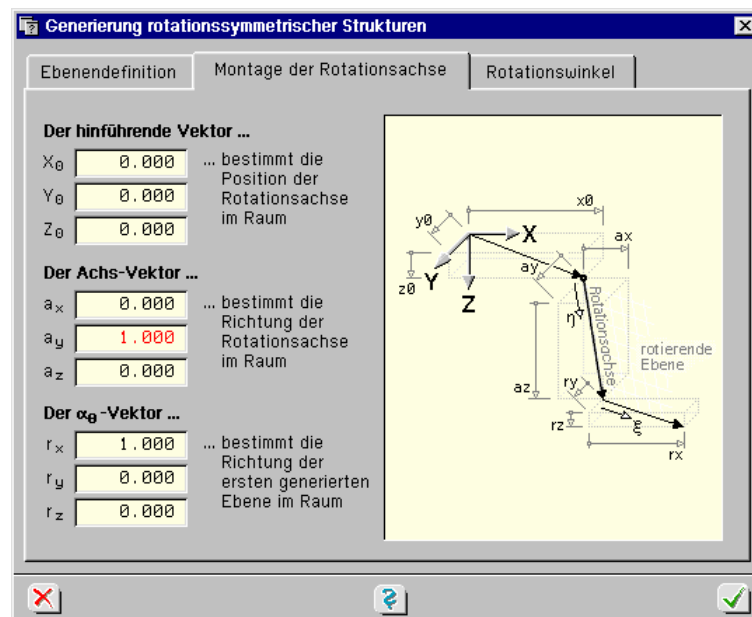 Generierung rotationssymmetrischer Strukturen
Ebenendefinition
Montage der Rotationsachse
Rotationswinkel
Der hinführende Vektor ...
X0 0.000
Y0 0.000
Z0 0.000
... bestimmt die
Position der
Rotationsachse
im Raum
Der Achs-Vektor ...
ax 0.000
ay 1.000
az 0.000
... bestimmt die
Richtung der
Rotationsachse
im Raum
Der α0-Vektor ...
rx 1.000
ry 0.000
rz 0.000
... bestimmt die
Richtung der
ersten generierten
Ebene im Raum
x0
y0
X
ax
z0
Y
ay
Z
η
Rotationsachse
rotierende
Ebene
az
ry
rz
ξ
rx